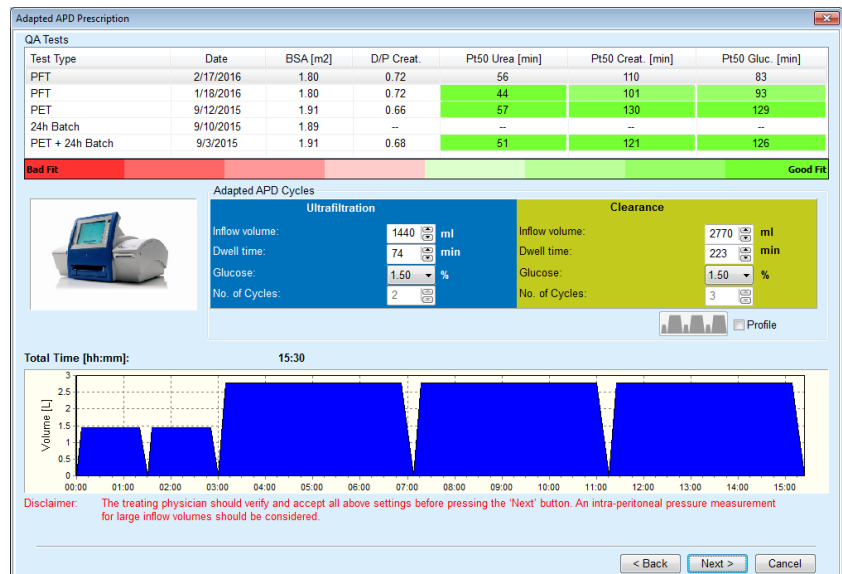 Adapted APD Prescription
QA Tests
Test Type Date BSA [m2] D/P Creat. Pt50 Urea [min] Pt50 Creat. [min] Pt50 Gluc. [min]
PFT 2/17/2016 1.80 0.72 56 110 83
PFT 1/18/2016 1.80 0.72 44 101 93
PET 9/12/2015 1.91 0.66 57 130 129
24h Batch 9/10/2015 1.89 -- -- -- --
PET + 24h Batch 9/3/2015 1.91 0.68 51 121 126
Bad Fit Good Fit
Adapted APD Cycles
Ultrafiltration Clearance
Inflow volume: 1440 ml Inflow volume: 2770 ml
Dwell time: 74 min Dwell time: 223 min
Glucose: 1.50 % Glucose: 1.50 %
No. of Cycles: 2 No. of Cycles: 3
Profile
Total Time [hh:mm]: 15:30
Volume [L]
3
2.5
2
1.5
1
0.5
0
00:00 01:00 02:00 03:00 04:00 05:00 06:00 07:00 08:00 09:00 10:00 11:00 12:00 13:00 14:00 15:00
Disclaimer: The treating physician should verify and accept all above settings before pressing the 'Next' button. An intra-peritoneal pressure measurement
for large inflow volumes should be considered.
< Back Next > Cancel